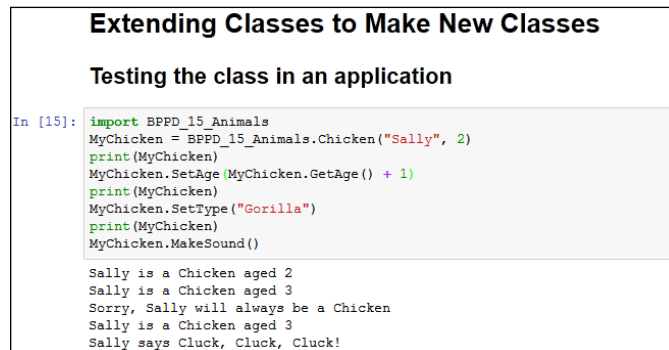 Extending Classes to Make New Classes
Testing the class in an application
In [15]: import BPPD_15_Animals
MyChicken = BPPD_15_Animals.Chicken("Sally", 2)
print(MyChicken)
MyChicken.SetAge(MyChicken.GetAge() + 1)
print(MyChicken)
MyChicken.SetType("Gorilla")
print(MyChicken)
MyChicken.MakeSound()
Sally is a Chicken aged 2
Sally is a Chicken aged 3
Sorry, Sally will always be a Chicken
Sally is a Chicken aged 3
Sally says Cluck, Cluck, Cluck!